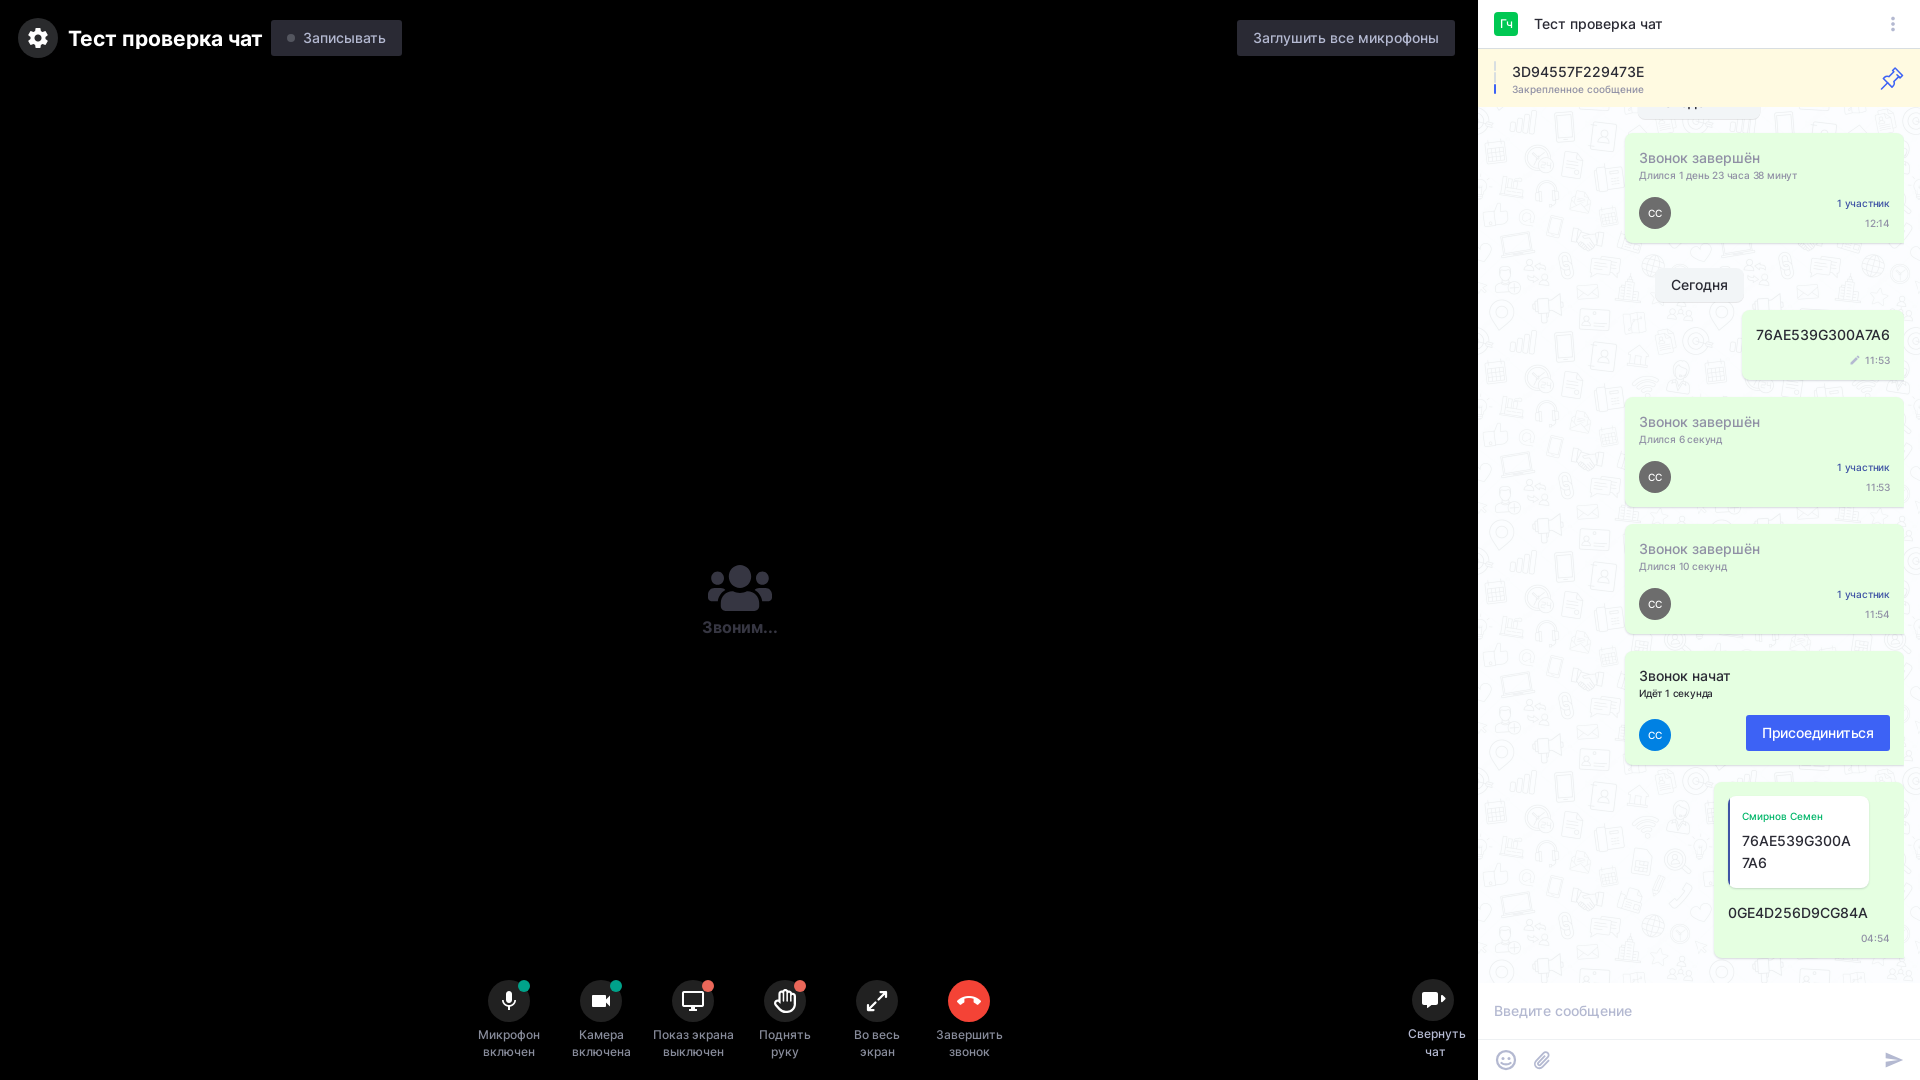 Тест проверка чат
Записывать
Заглушить все микрофоны
Звоним...
Микрофон
включен
Камера
включена
Показ экрана
выключен
Поднять
руку
Во весь
экран
Завершить
звонок
Свернуть
чат
Гч
Тест проверка чат
3D94557F229473E
Закрепленное сообщение
Звонок завершён
Длился 1 день 23 часа 38 минут
СС
1 участник
12:14
Сегодня
76AE539G300A7A6
11:53
Звонок завершён
Длился 6 секунд
СС
1 участник
11:53
Звонок завершён
Длился 10 секунд
СС
1 участник
11:54
Звонок начат
Идёт 1 секунда
СС
Присоединиться
Смирнов Семен
76AE539G300A
7A6
0GE4D256D9CG84A
04:54
Введите сообщение